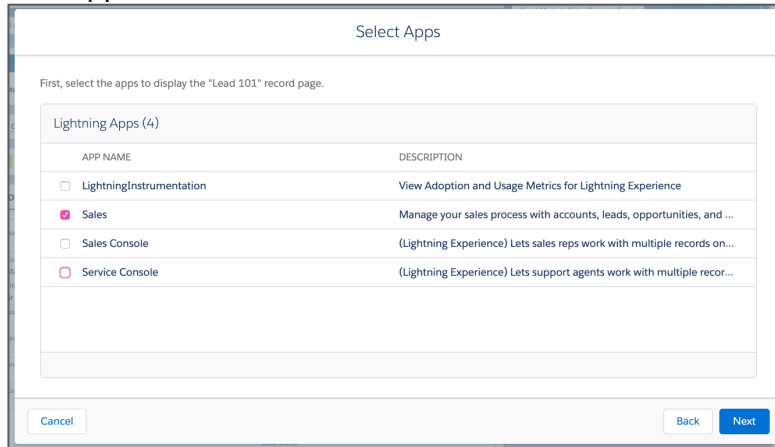 Select Apps
First, select the apps to display the "Lead 101" record page.
Lightning Apps (4)
APP NAME DESCRIPTION
LightningInstrumentation View Adoption and Usage Metrics for Lightning Experience
Sales Manage your sales process with accounts, leads, opportunities, and ...
Sales Console (Lightning Experience) Lets sales reps work with multiple records on...
Service Console (Lightning Experience) Lets support agents work with multiple recor...
Cancel Back Next